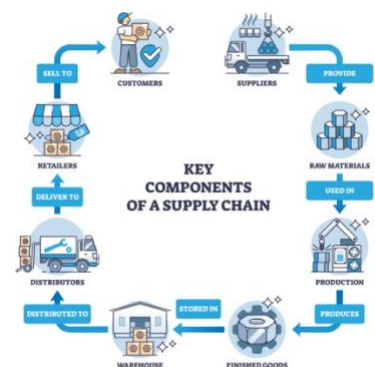 SELL TO
CUSTOMERS
SUPPLIERS
PROVIDE
RETAILERS
RAW MATERIALS
KEY
COMPONENTS
OF A SUPPLY CHAIN
DELIVER TO
USED IN
DISTRIBUTORS
PRODUCTION
DISTRIBUTED TO
STORED IN
PRODUCES
WAREHOUSE
FINISHED GOODS